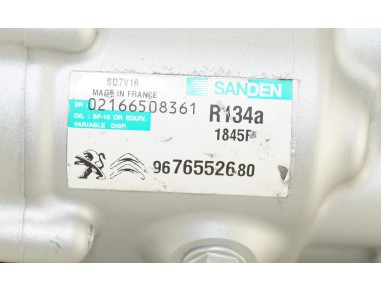 SANDEN
SD7V16
MADE IN FRANCE
SN 02166508361
R134a
OIL : SP-10 OR EQUIV.
VARIABLE DISP.
1845F
9676552680